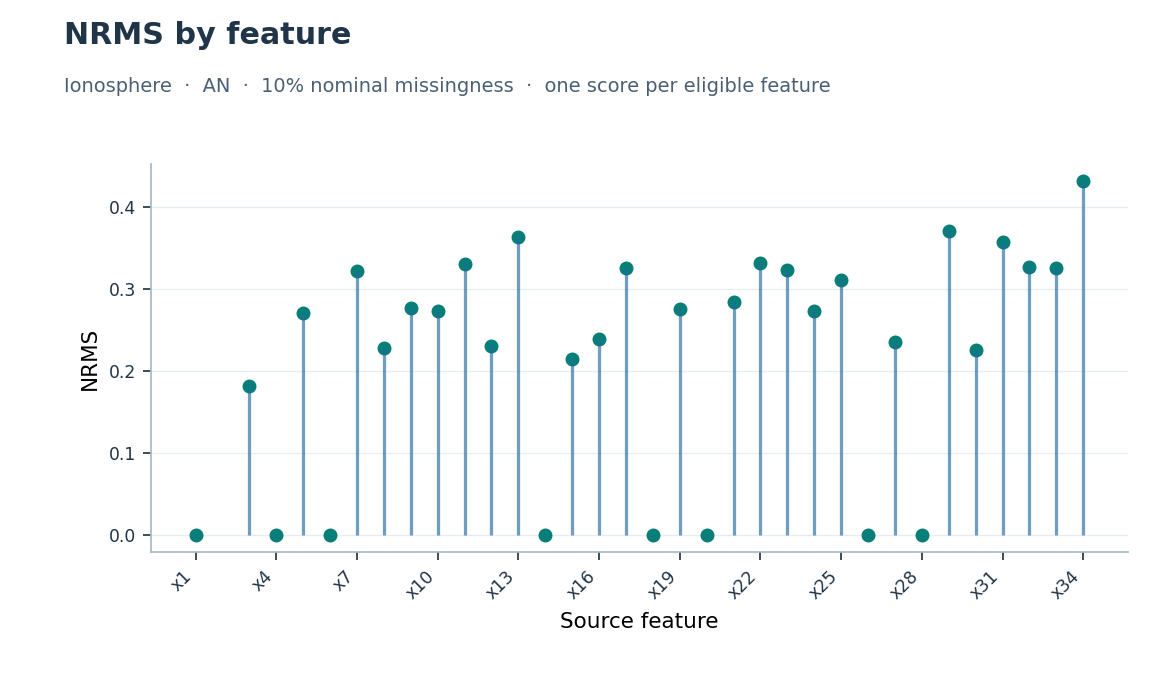 NRMS by feature
Ionosphere · AN · 10% nominal missingness · one score per eligible feature
NRMS
0.4
0.3
0.2
0.1
0.0
x1 x4 x7 x10 x13 x16 x19 x22 x25 x28 x31 x34
Source feature